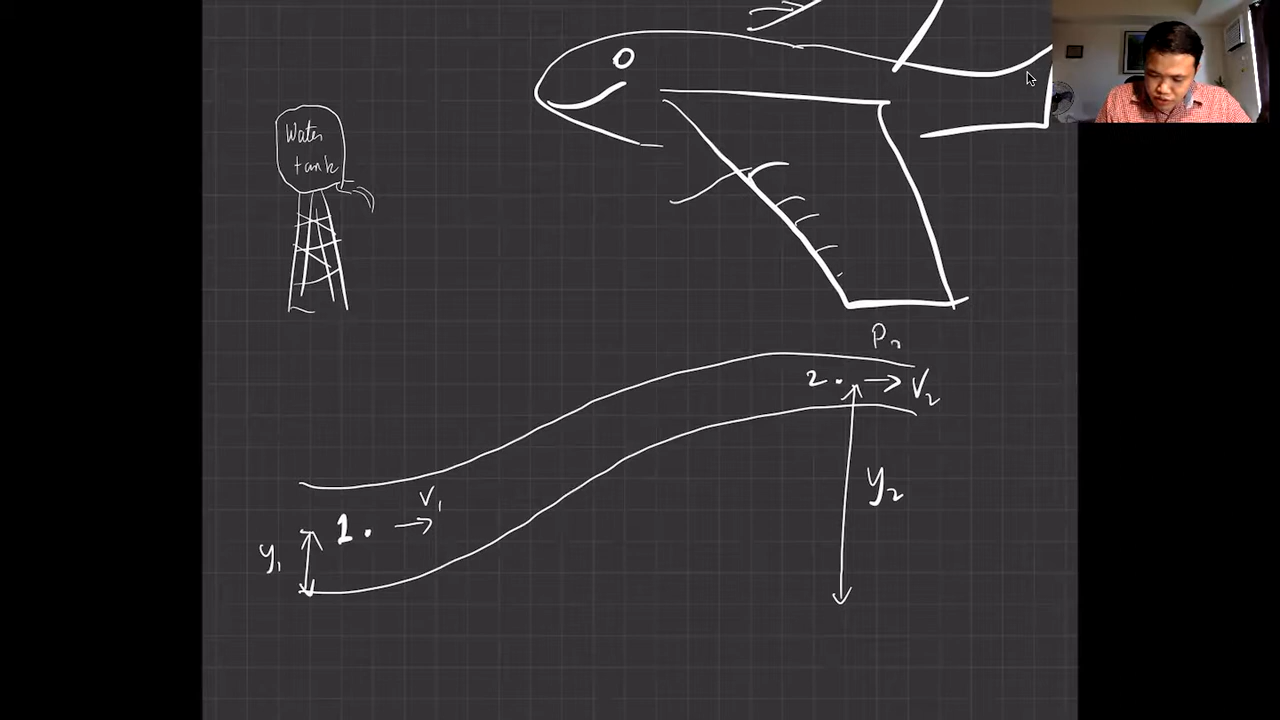 Water
tank
P₂
2. → V₂
y₂
V₁
1. →
y₁